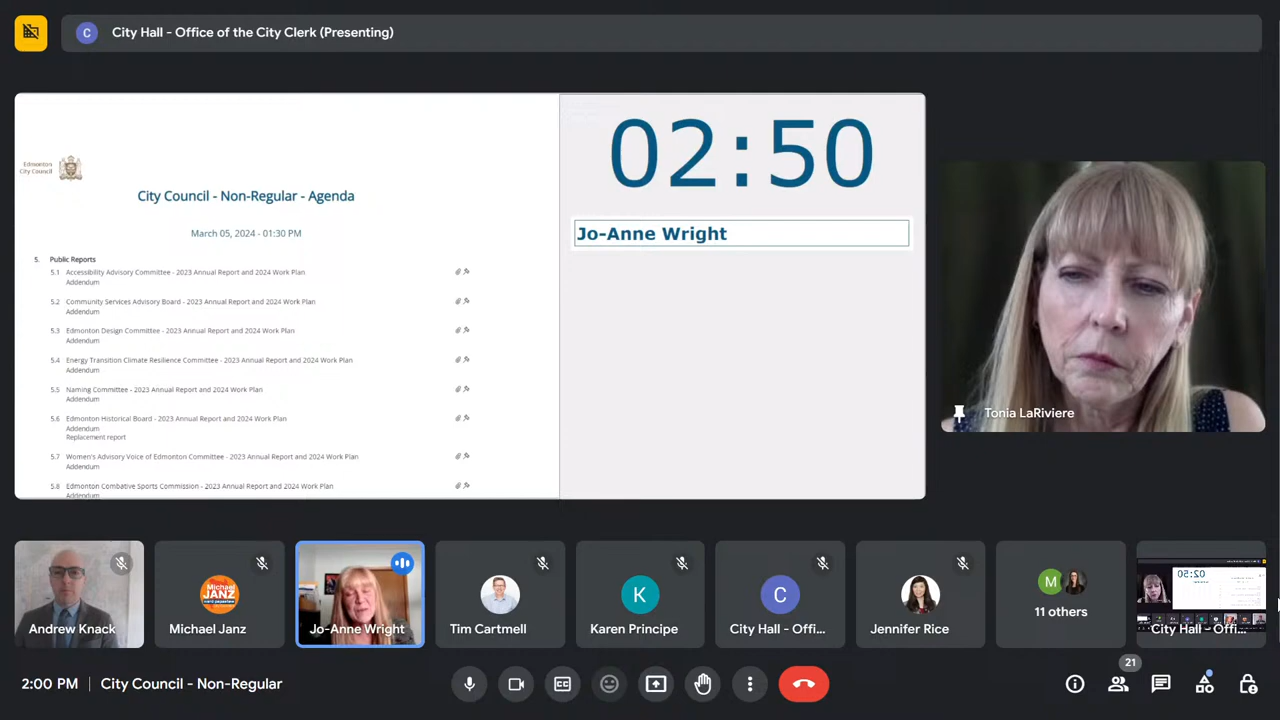 C City Hall - Office of the City Clerk (Presenting)
Edmonton
City Council
City Council - Non-Regular - Agenda
March 05, 2024 - 01:30 PM
5. Public Reports
5.1 Accessibility Advisory Committee - 2023 Annual Report and 2024 Work Plan
Addendum
5.2 Community Services Advisory Board - 2023 Annual Report and 2024 Work Plan
Addendum
5.3 Edmonton Design Committee - 2023 Annual Report and 2024 Work Plan
Addendum
5.4 Energy Transition Climate Resilience Committee - 2023 Annual Report and 2024 Work Plan
Addendum
5.5 Naming Committee - 2023 Annual Report and 2024 Work Plan
Addendum
5.6 Edmonton Historical Board - 2023 Annual Report and 2024 Work Plan
Addendum
Replacement report
5.7 Women's Advisory Voice of Edmonton Committee - 2023 Annual Report and 2024 Work Plan
Addendum
5.8 Edmonton Combative Sports Commission - 2023 Annual Report and 2024 Work Plan
Addendum
02:50
Jo-Anne Wright
Tonia LaRiviere
Andrew Knack
Michael
JANZ
Michael Janz
Jo-Anne Wright
Tim Cartmell
K
Karen Principe
C
City Hall - Offi...
Jennifer Rice
M
11 others
02:50
City Hall - Offi...
2:00 PM | City Council - Non-Regular
CC
21